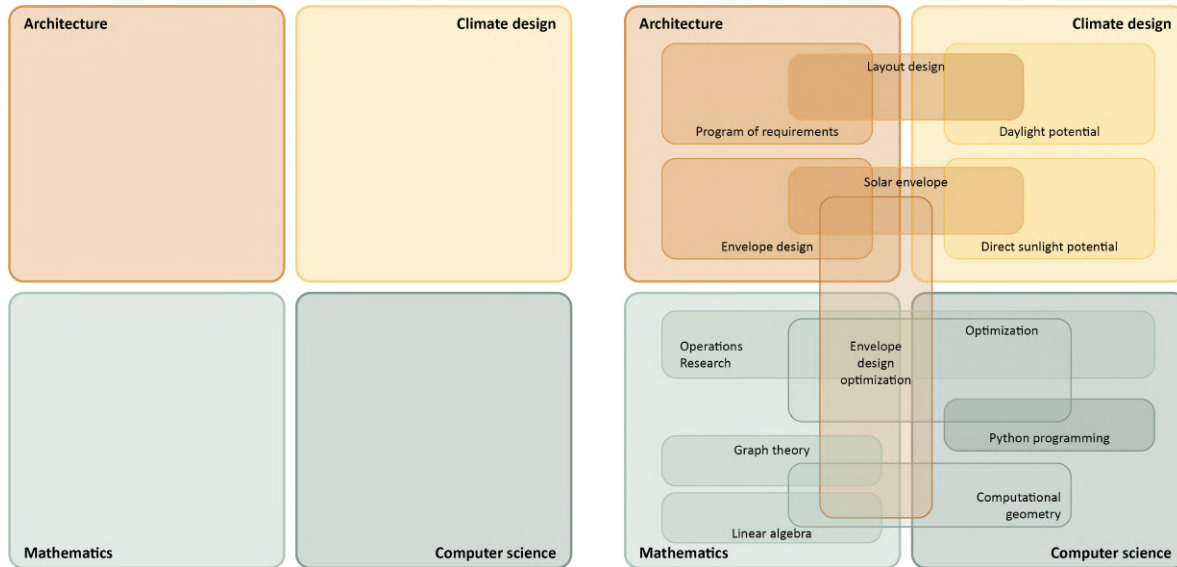 Architecture
Climate design
Mathematics
Computer science
Architecture
Climate design
Layout design
Program of requirements
Daylight potential
Solar envelope
Envelope design
Direct sunlight potential
Operations
Research
Envelope
design
optimization
Optimization
Python programming
Graph theory
Computational
geometry
Linear algebra
Mathematics
Computer science